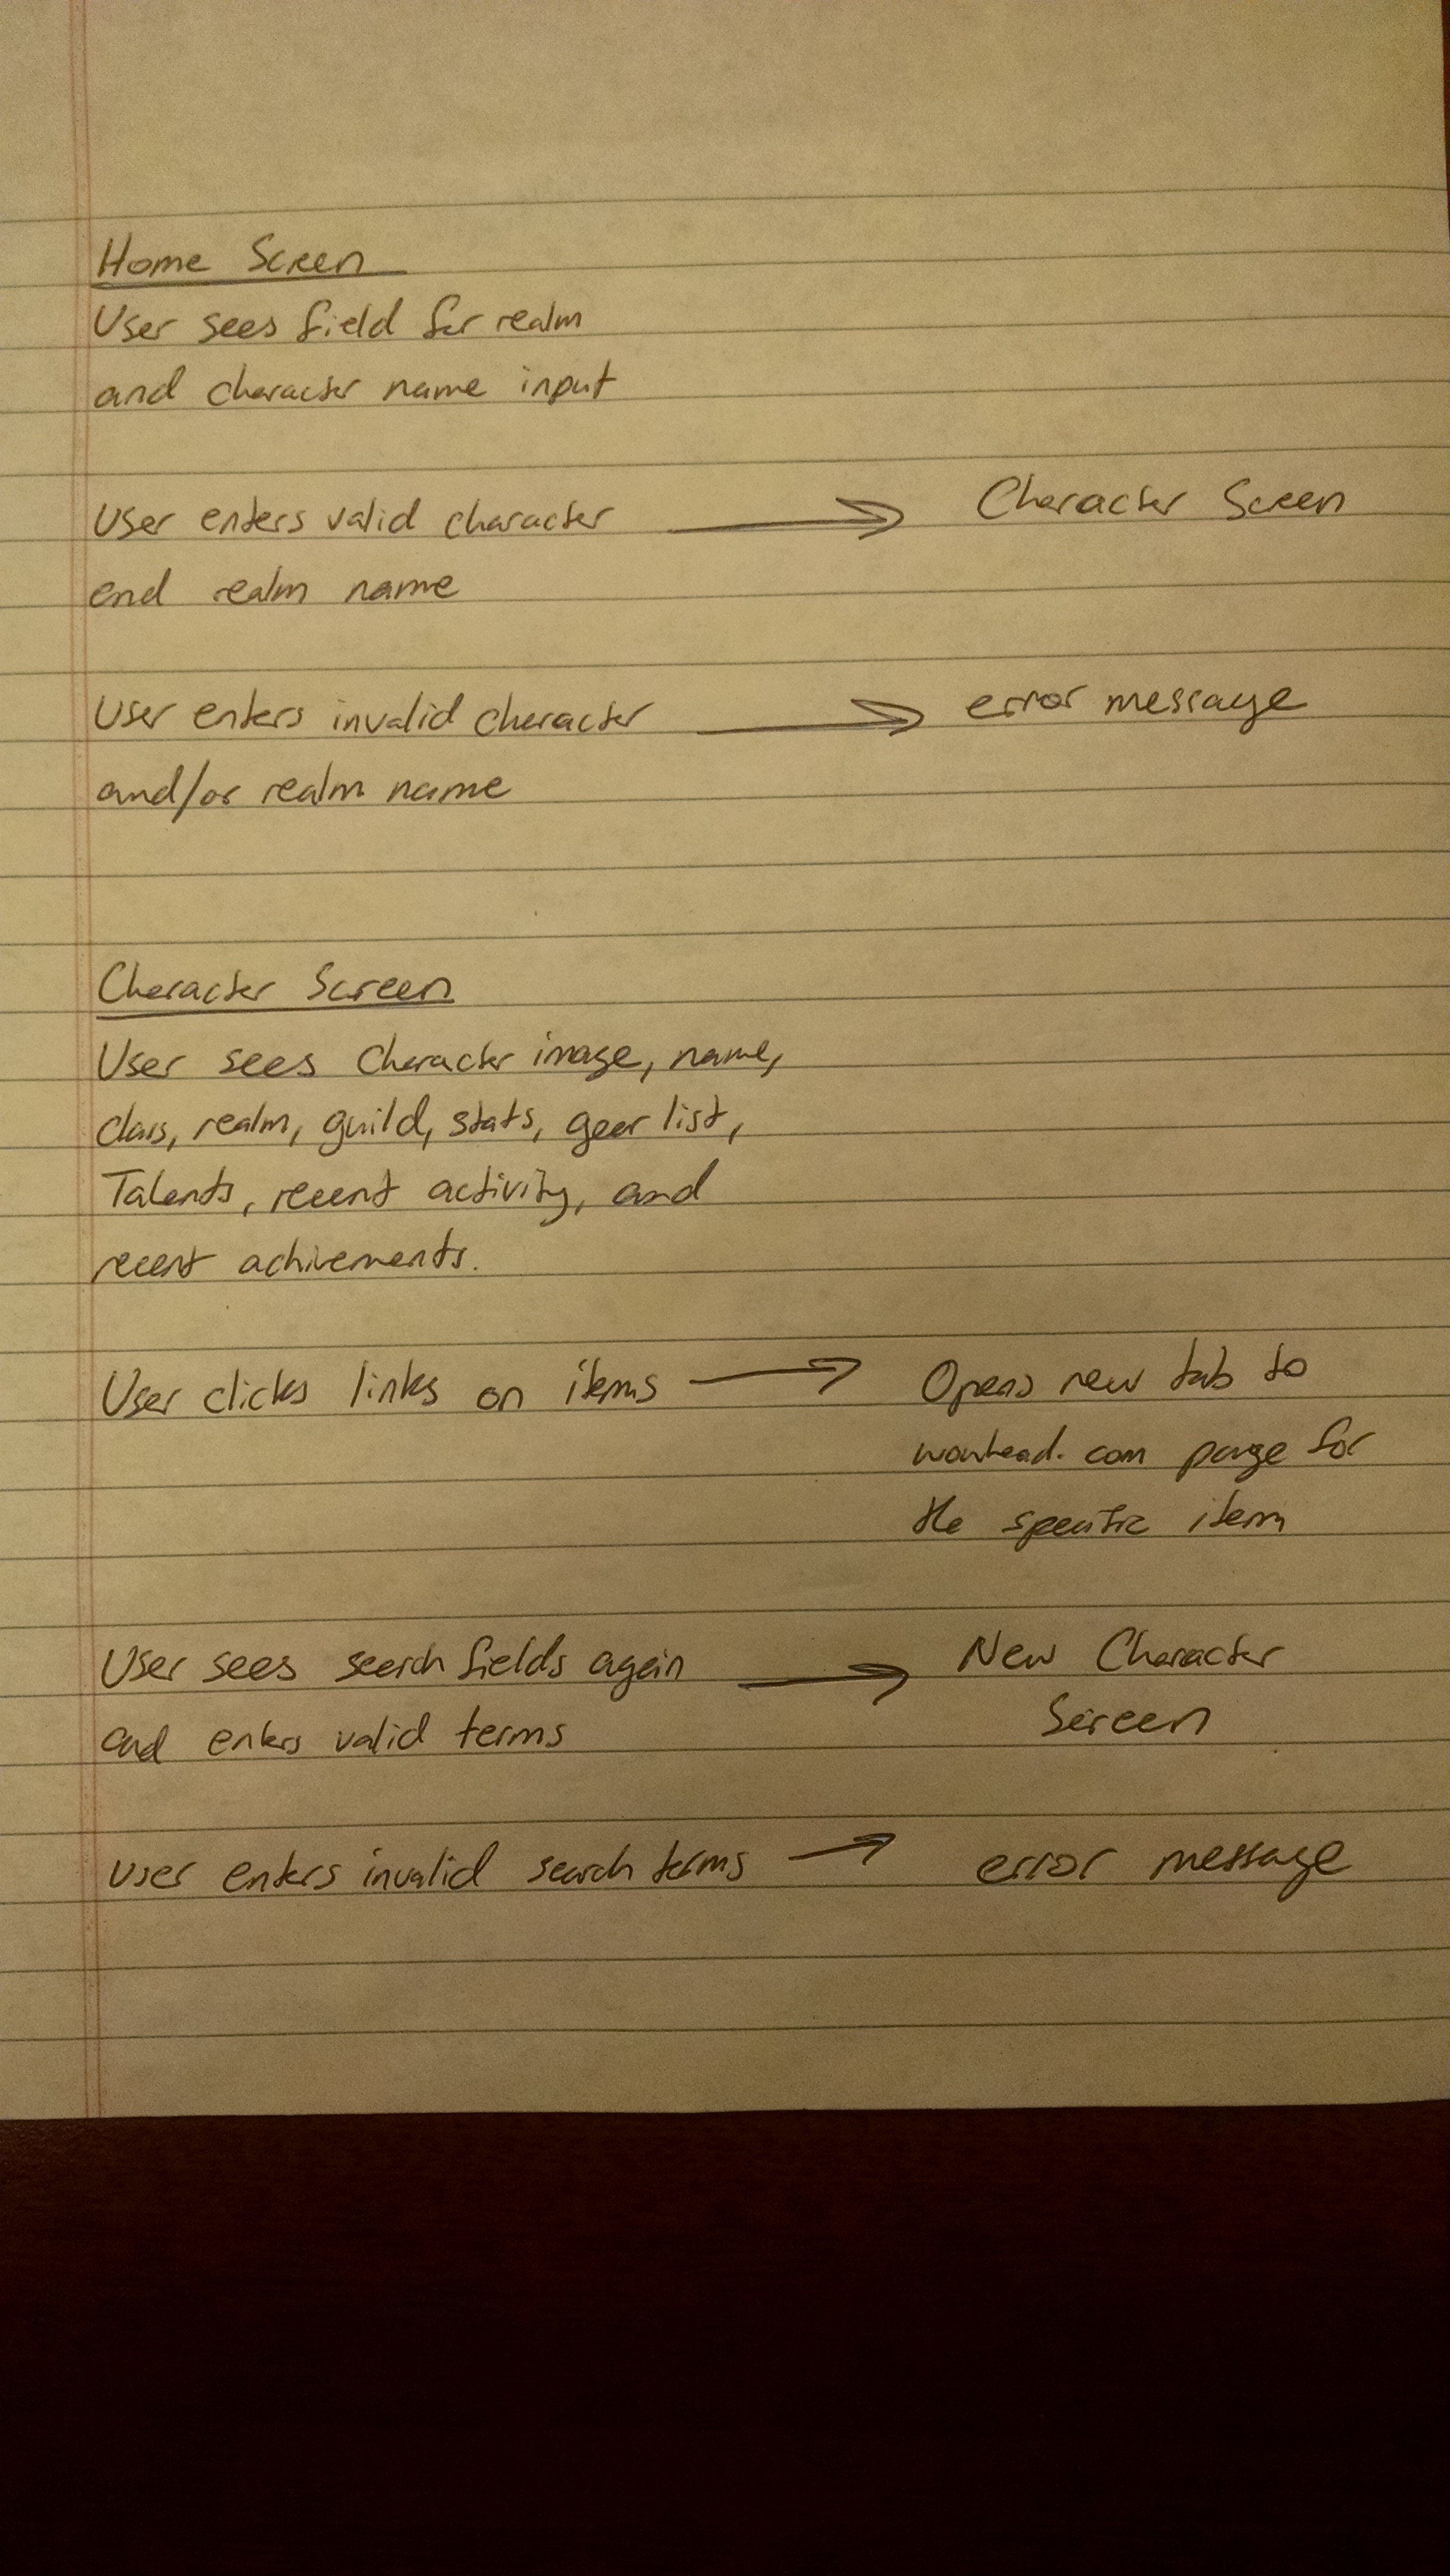 Home Screen
User sees field for realm
and character name input
User enters valid character → Character Screen
and realm name
User enters invalid character → error message
and/or realm name
Character Screen
User sees Character image, name,
class, realm, guild, stats, gear list,
Talents, recent activity, and
recent achivements.
User clicks links on items → Opens new tab to
wowhead.com page for
the specific item
User sees search fields again → New Character
and enters valid terms Screen
User enters invalid search terms → error message